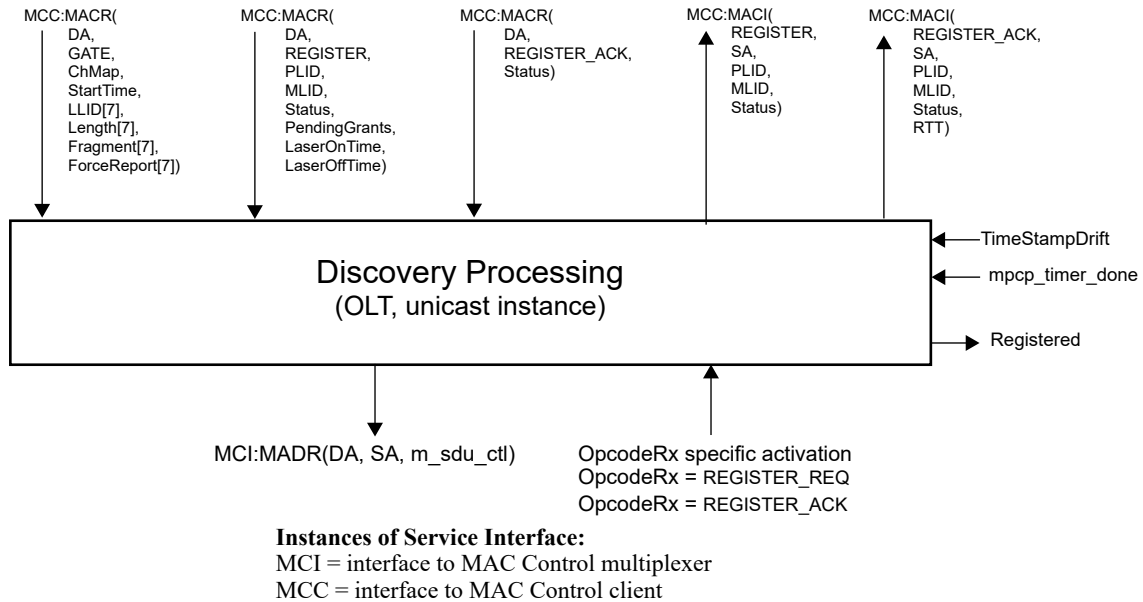 MCC:MACR(
DA,
GATE,
ChMap,
StartTime,
LLID[7],
Length[7],
Fragment[7],
ForceReport[7])
MCC:MACR(
DA,
REGISTER,
PLID,
MLID,
Status,
PendingGrants,
LaserOnTime,
LaserOffTime)
MCC:MACR(
DA,
REGISTER_ACK,
Status)
MCC:MACI(
REGISTER,
SA,
PLID,
MLID,
Status)
MCC:MACI(
REGISTER_ACK,
SA,
PLID,
MLID,
Status,
RTT)
Discovery Processing
(OLT, unicast instance)
TimeStampDrift
mpcp_timer_done
Registered
MCI:MADR(DA, SA, m_sdu_ctl)
OpcodeRx specific activation
OpcodeRx = REGISTER_REQ
OpcodeRx = REGISTER_ACK
Instances of Service Interface:
MCI = interface to MAC Control multiplexer
MCC = interface to MAC Control client